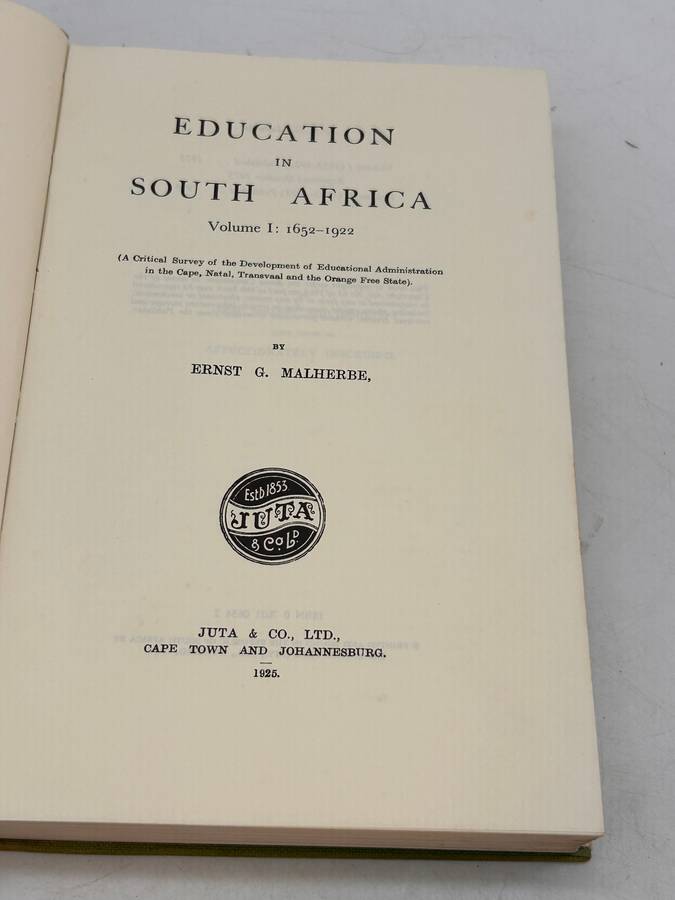 EDUCATION
IN
SOUTH AFRICA
Volume I: 1652–1922
(A Critical Survey of the Development of Educational Administration
in the Cape, Natal, Transvaal and the Orange Free State).
BY
ERNST G. MALHERBE,
Estb 1853
JUTA
& Co. LD.
JUTA & CO., LTD.,
CAPE TOWN AND JOHANNESBURG.
1925.